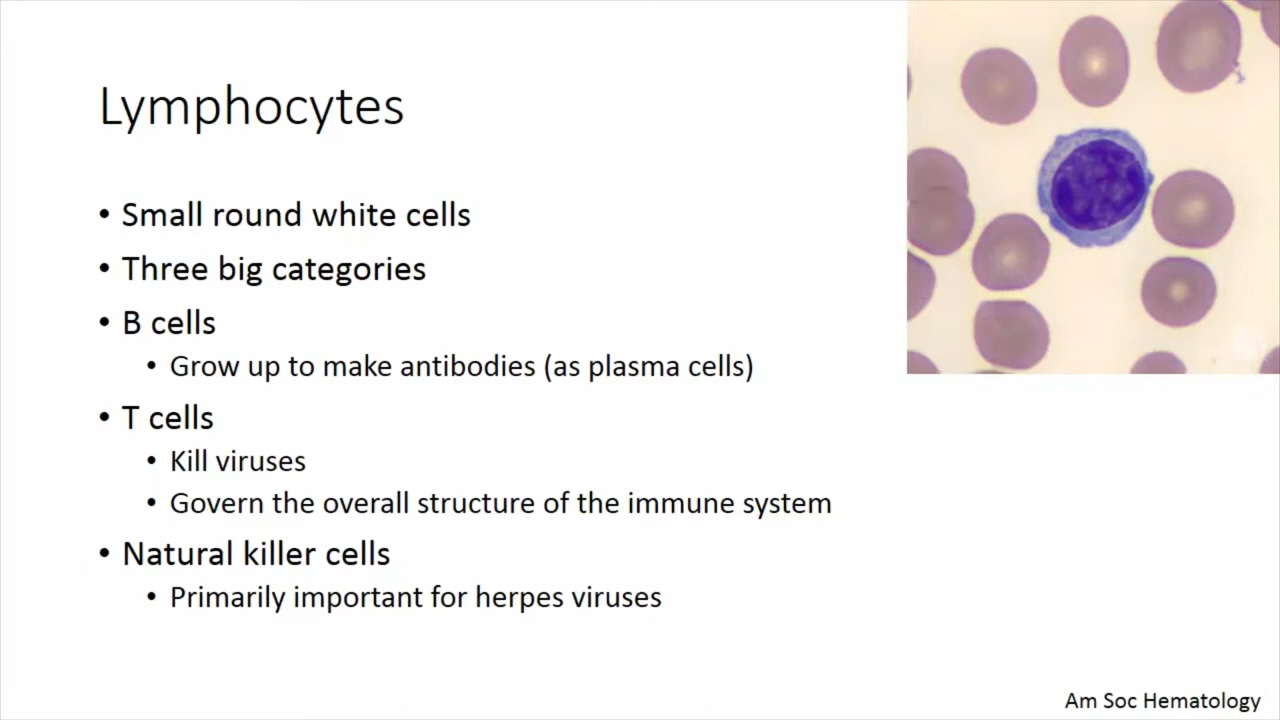 Lymphocytes
• Small round white cells
• Three big categories
• B cells
• Grow up to make antibodies (as plasma cells)
• T cells
• Kill viruses
• Govern the overall structure of the immune system
• Natural killer cells
• Primarily important for herpes viruses
Am Soc Hematology